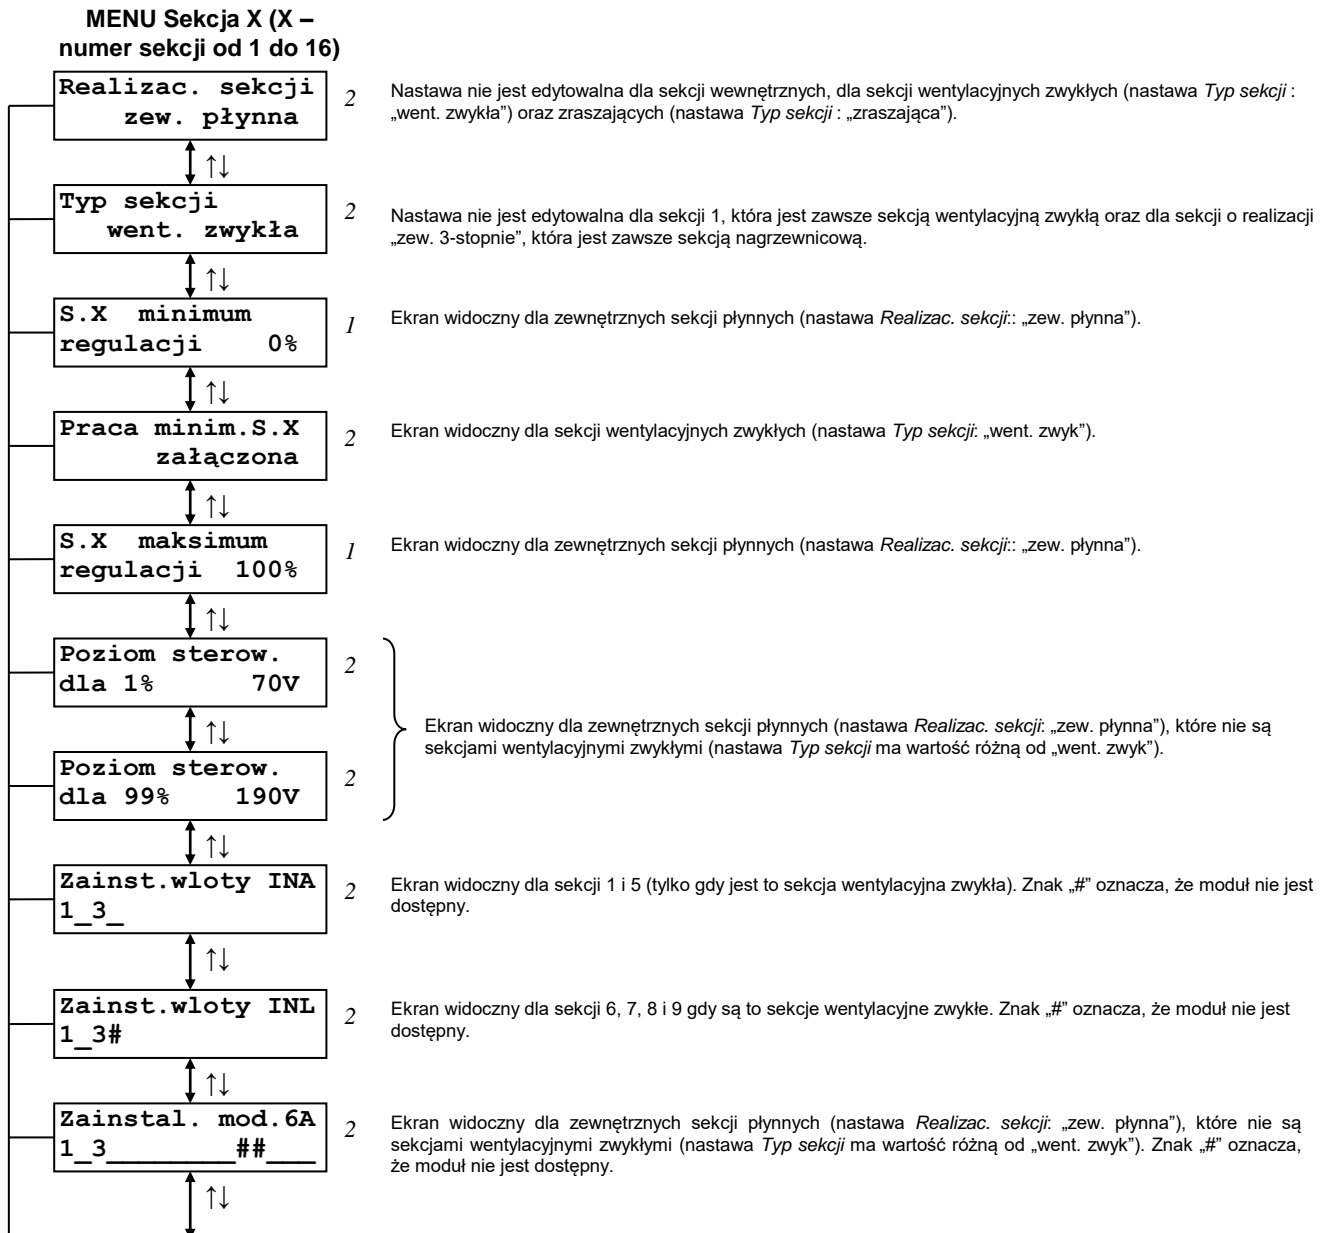 MENU Sekcja X (X –
numer sekcji od 1 do 16)
Realizac. sekcji
zew. płynna
2
Nastawa nie jest edytowalna dla sekcji wewnętrznych, dla sekcji wentylacyjnych zwykłych (nastawa Typ sekcji :
„went. zwykła”) oraz zraszających (nastawa Typ sekcji : „zraszająca”).
↑↓
Typ sekcji
went. zwykła
2
Nastawa nie jest edytowalna dla sekcji 1, która jest zawsze sekcją wentylacyjną zwykłą oraz dla sekcji o realizacji
„zew. 3-stopnie”, która jest zawsze sekcją nagrzewnicową.
↑↓
S.X minimum
regulacji 0%
1
Ekran widoczny dla zewnętrznych sekcji płynnych (nastawa Realizac. sekcji:: „zew. płynna”).
↑↓
Praca minim.S.X
załączona
2
Ekran widoczny dla sekcji wentylacyjnych zwykłych (nastawa Typ sekcji: „went. zwyk”).
↑↓
S.X maksimum
regulacji 100%
1
Ekran widoczny dla zewnętrznych sekcji płynnych (nastawa Realizac. sekcji:: „zew. płynna”).
↑↓
Poziom sterow.
dla 1% 70V
2
↑↓
Ekran widoczny dla zewnętrznych sekcji płynnych (nastawa Realizac. sekcji: „zew. płynna”), które nie są
sekcjami wentylacyjnymi zwykłymi (nastawa Typ sekcji ma wartość różną od „went. zwyk”).
Poziom sterow.
dla 99% 190V
2
↑↓
Zainst.wloty INA
1_3_
2
Ekran widoczny dla sekcji 1 i 5 (tylko gdy jest to sekcja wentylacyjna zwykła). Znak „#” oznacza, że moduł nie jest
dostępny.
↑↓
Zainst.wloty INL
1_3#
2
Ekran widoczny dla sekcji 6, 7, 8 i 9 gdy są to sekcje wentylacyjne zwykłe. Znak „#” oznacza, że moduł nie jest
dostępny.
↑↓
Zainstal. mod.6A
1_3________##___
2
Ekran widoczny dla zewnętrznych sekcji płynnych (nastawa Realizac. sekcji: „zew. płynna”), które nie są
sekcjami wentylacyjnymi zwykłymi (nastawa Typ sekcji ma wartość różną od „went. zwyk”). Znak „#” oznacza,
że moduł nie jest dostępny.
↑↓